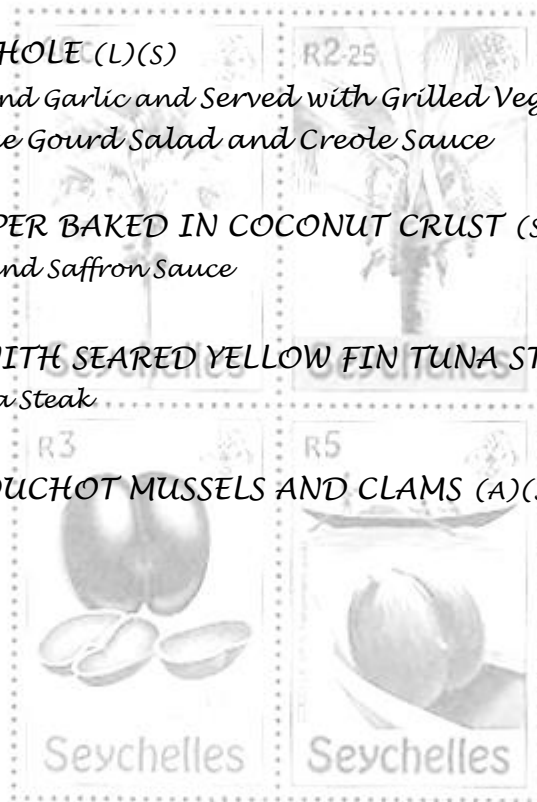 HOLE (L)(S)
R2-25
nd Garlic and Served with Grilled Veg
e Gourd Salad and Creole Sauce
PER BAKED IN COCONUT CRUST (S
nd Saffron Sauce
WITH SEARED YELLOW FIN TUNA ST
Seychelles Seychelles
a Steak
R3 R5
OUCHOT MUSSELS AND CLAMS (A)(S
Seychelles Seychelles